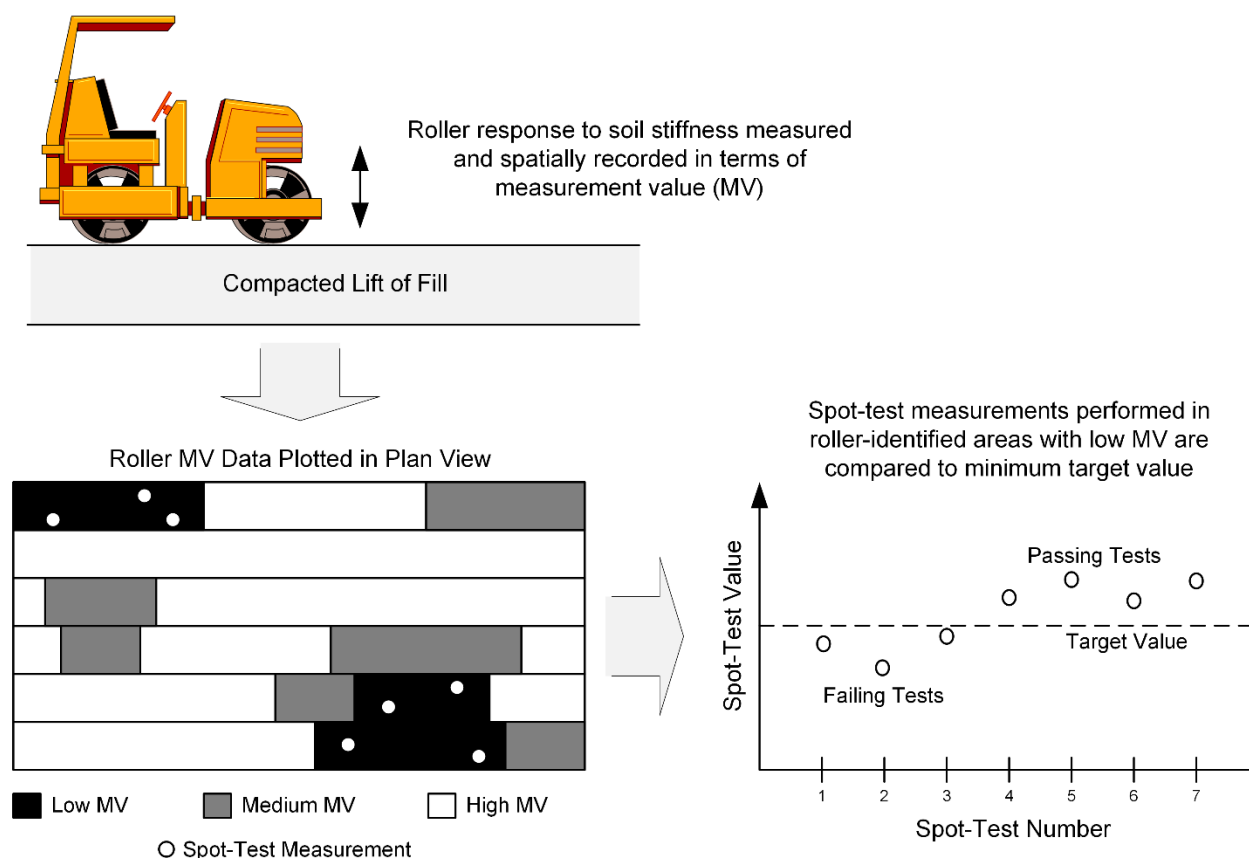 Roller response to soil stiffness measured
and spatially recorded in terms of
measurement value (MV)
Compacted Lift of Fill
Roller MV Data Plotted in Plan View
Low MV
Medium MV
High MV
Spot-Test Measurement
Spot-test measurements performed in
roller-identified areas with low MV are
compared to minimum target value
Spot-Test Value
Passing Tests
Target Value
Failing Tests
1 2 3 4 5 6 7
Spot-Test Number